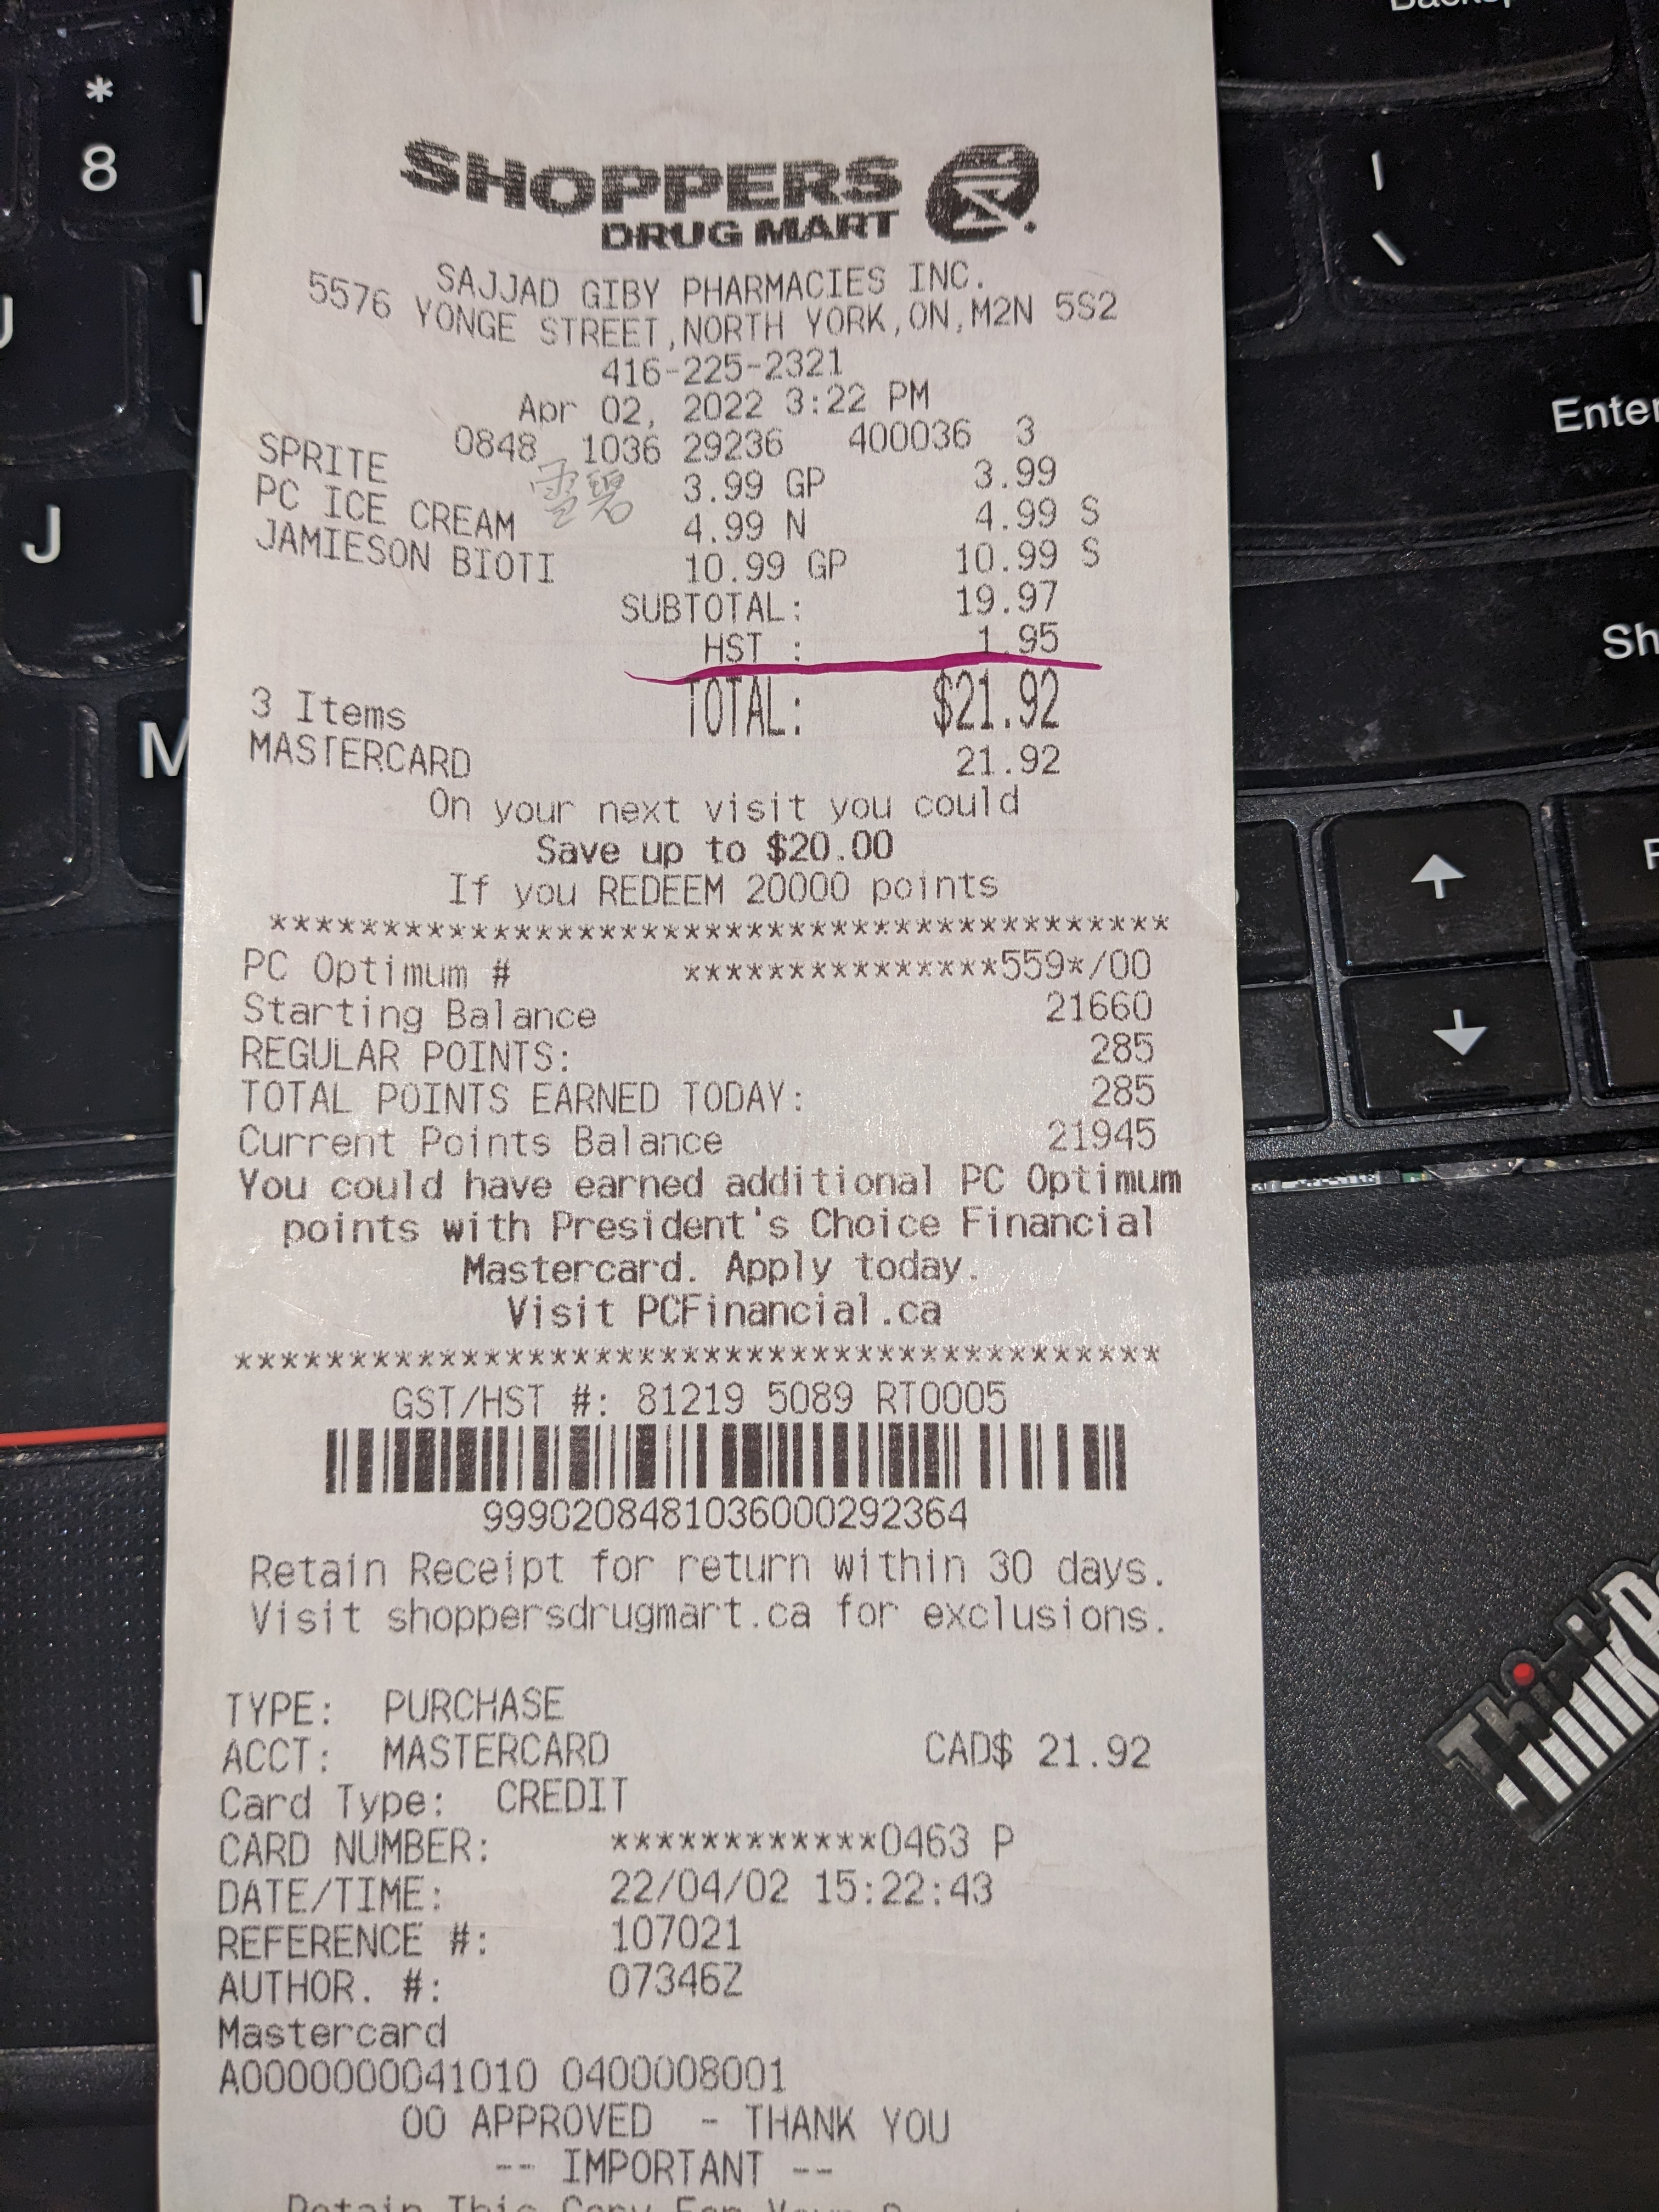 Backsp
*
8
|
\
Enter
J
Sh
M
SHOPPERS
DRUG MART
SAJJAD GIBY PHARMACIES INC.
5576 YONGE STREET,NORTH YORK,ON,M2N 5S2
416-225-2321
Apr 02, 2022 3:22 PM
0848 1036 29236 400036 3
SPRITE 3.99 GP 3.99
雪碧
PC ICE CREAM 4.99 N 4.99 S
JAMIESON BIOTI 10.99 GP 10.99 S
SUBTOTAL: 19.97
HST : 1.95
TOTAL: $21.92
3 Items
MASTERCARD 21.92
On your next visit you could
Save up to $20.00
If you REDEEM 20000 points
****************************************
PC Optimum # ***************559*/00
Starting Balance 21660
REGULAR POINTS: 285
TOTAL POINTS EARNED TODAY: 285
Current Points Balance 21945
You could have earned additional PC Optimum
points with President's Choice Financial
Mastercard. Apply today.
Visit PCFinancial.ca
****************************************
GST/HST #: 81219 5089 RT0005
9990208481036000292364
Retain Receipt for return within 30 days.
Visit shoppersdrugmart.ca for exclusions.
TYPE: PURCHASE
ACCT: MASTERCARD CAD$ 21.92
Card Type: CREDIT
CARD NUMBER: ************0463 P
DATE/TIME: 22/04/02 15:22:43
REFERENCE #: 107021
AUTHOR. #: 07346Z
Mastercard
A0000000041010 0400008001
00 APPROVED - THANK YOU
-- IMPORTANT --
Retain This Copy For Your
ThinkP